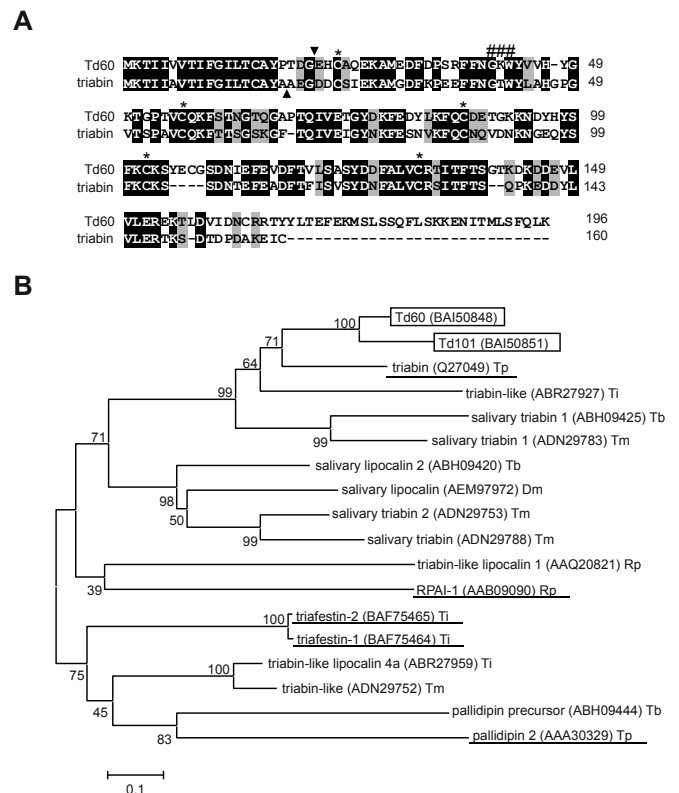 A
###
*
Td60 MKTIIVVTIFGILTCAYPTDGEHCAQEKAMEDFDPSRFFNGKWYVVH-YG 49
triabin MKTIIAVTIFGILTCAYAAEGDDCSIEKAMGDFKPEEFFNGTWYLAHGPG 49
* *
Td60 KTGPTVCQKFSTNGTQGAPTQIVETGYDKFEDYLKFQCDETGKKNDYHYS 99
triabin VTSPAVCQKFTTSGSKGF-TQIVEIGYNKFESNVKFQCNQVDNKNGEQYS 99
* *
Td60 FKCKSYECGSDNIEFEVDFTVLSASYDDFALVCRTITFTSGTKDKDDEVL 149
triabin FKCKS----SDNTEFEADFTFISVSYDNFALVCRSITFTS--QPKEDDYL 143
Td60 VLEREKTLDVIDNCERTYYLTEFEKMSLSSQFLSKKENITMLSFQLK 196
triabin VLERTKS-DTDPDAKEIC----------------------------- 160
B
Td60 (BAI50848)
100
Td101 (BAI50851)
71
triabin (Q27049) Tp
64
triabin-like (ABR27927) Ti
99
salivary triabin 1 (ABH09425) Tb
99
salivary triabin 1 (ADN29783) Tm
71
salivary lipocalin 2 (ABH09420) Tb
98
salivary lipocalin (AEM97972) Dm
50
salivary triabin 2 (ADN29753) Tm
99
salivary triabin (ADN29788) Tm
triabin-like lipocalin 1 (AAQ20821) Rp
39
RPAI-1 (AAB09090) Rp
100
triafestin-2 (BAF75465) Ti
triafestin-1 (BAF75464) Ti
75
triabin-like lipocalin 4a (ABR27959) Ti
100
triabin-like (ADN29752) Tm
45
pallidipin precursor (ABH09444) Tb
83
pallidipin 2 (AAA30329) Tp
0.1